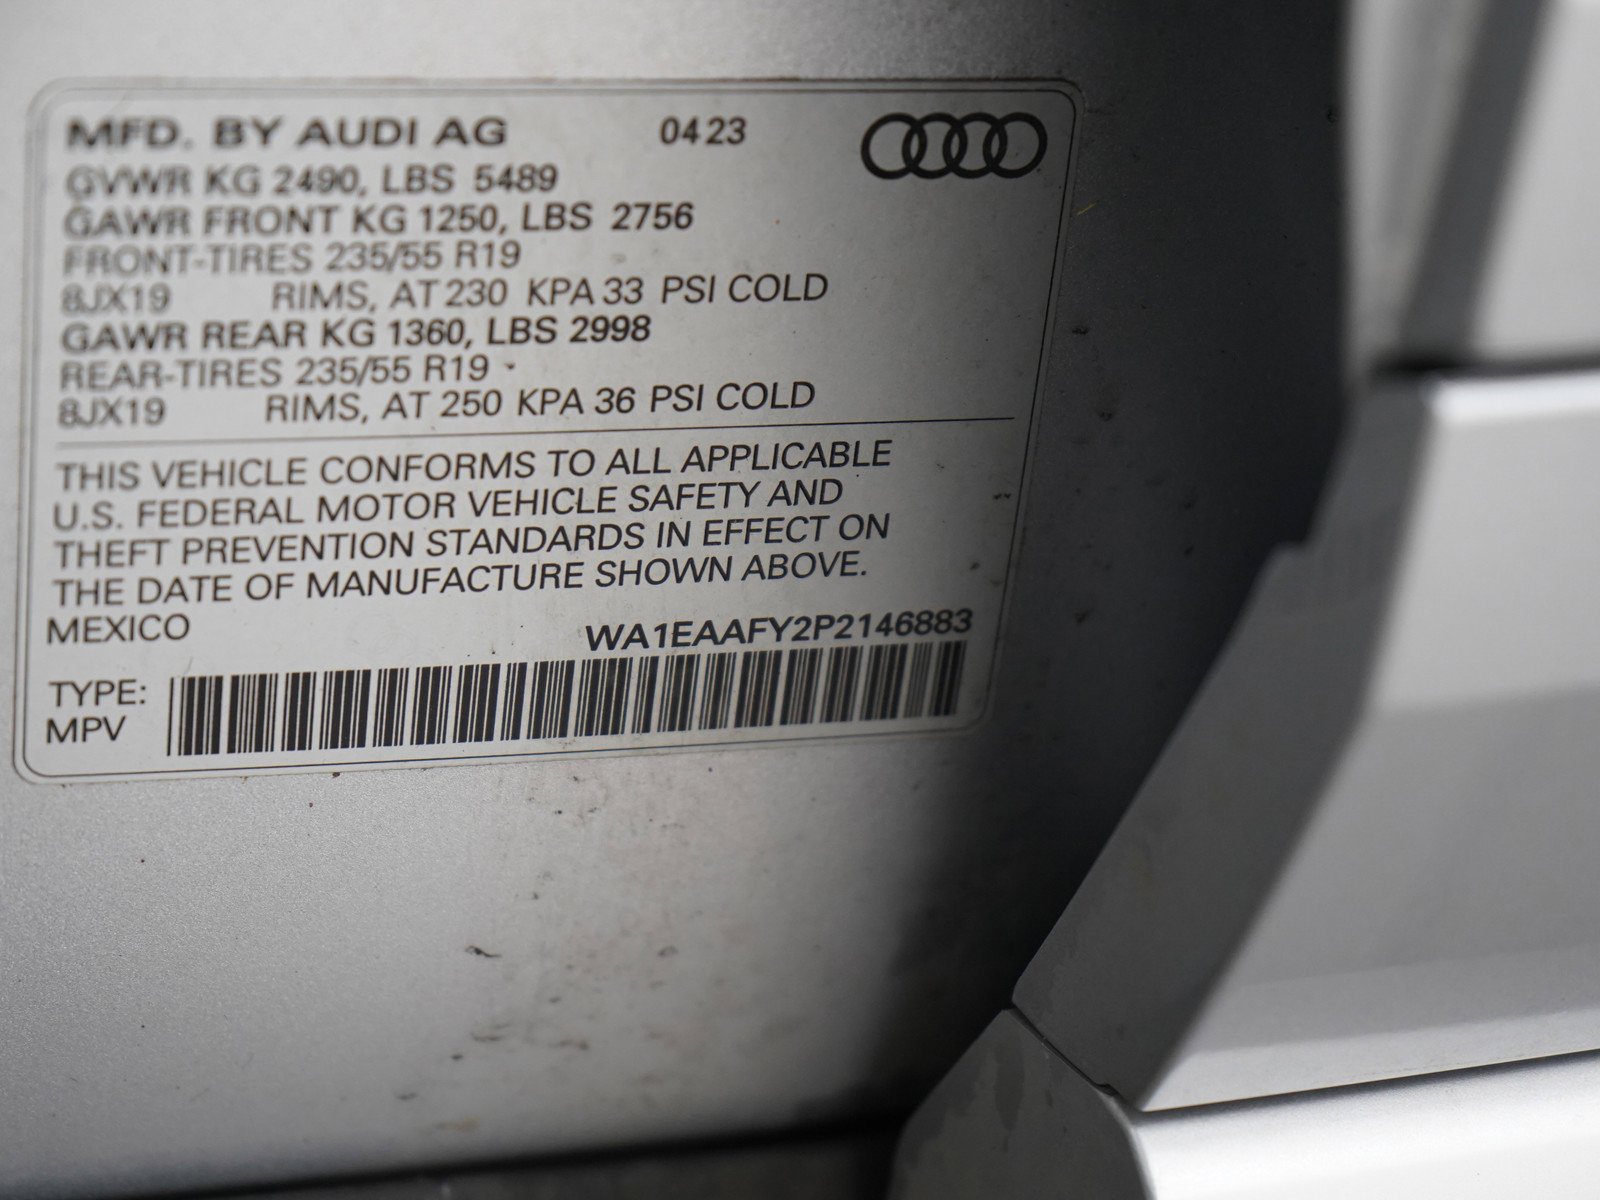 MFD. BY AUDI AG 0423
GVWR KG 2490, LBS 5489
GAWR FRONT KG 1250, LBS 2756
FRONT-TIRES 235/55 R19
8JX19 RIMS, AT 230 KPA 33 PSI COLD
GAWR REAR KG 1360, LBS 2998
REAR-TIRES 235/55 R19
8JX19 RIMS, AT 250 KPA 36 PSI COLD
THIS VEHICLE CONFORMS TO ALL APPLICABLE
U.S. FEDERAL MOTOR VEHICLE SAFETY AND
THEFT PREVENTION STANDARDS IN EFFECT ON
THE DATE OF MANUFACTURE SHOWN ABOVE.
MEXICO WA1EAAFY2P2146883
TYPE:
MPV